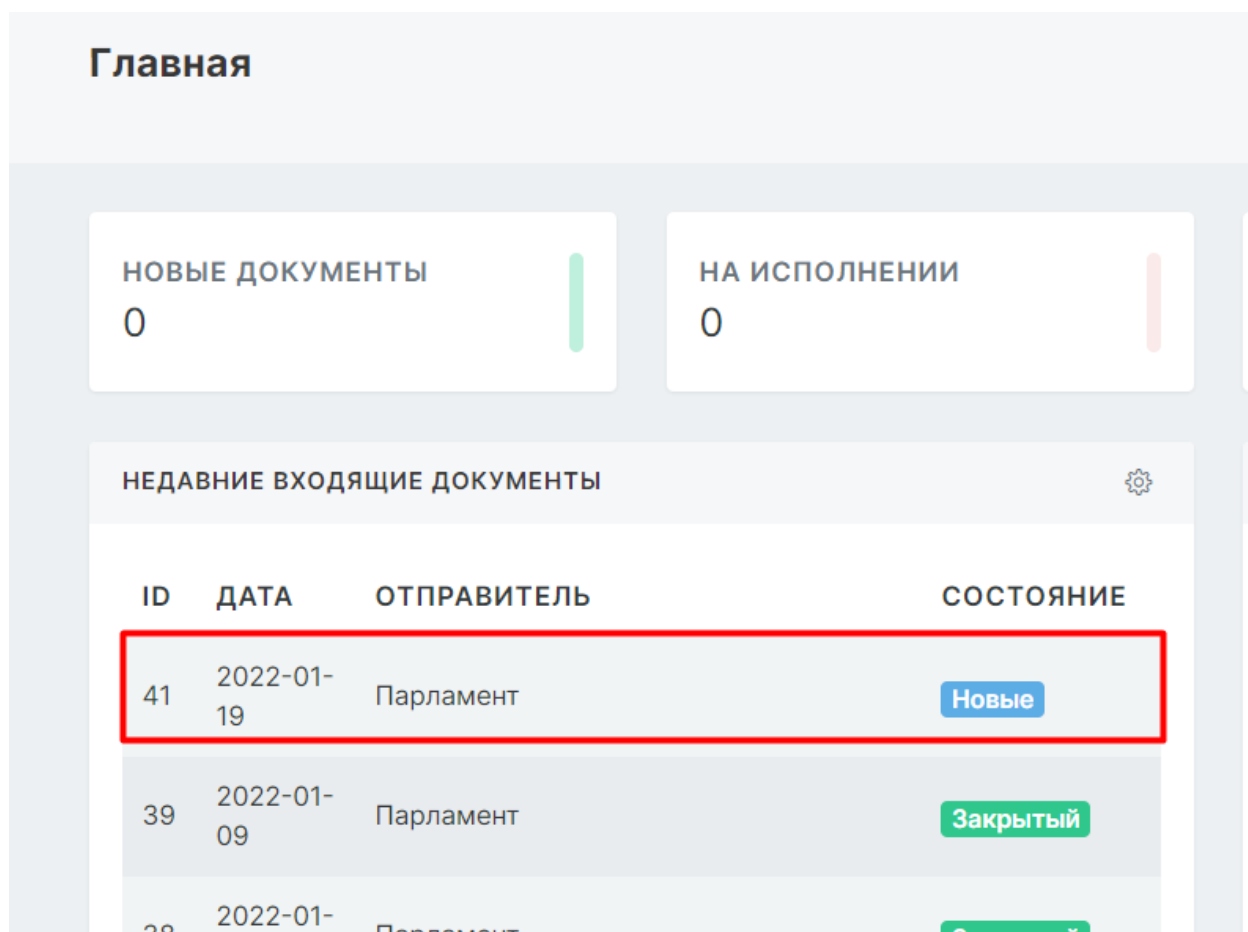 Главная
НОВЫЕ ДОКУМЕНТЫ
0
НА ИСПОЛНЕНИИ
0
НЕДАВНИЕ ВХОДЯЩИЕ ДОКУМЕНТЫ
ID ДАТА ОТПРАВИТЕЛЬ СОСТОЯНИЕ
41 2022-01-19 Парламент Новые
39 2022-01-09 Парламент Закрытый
2022-01-